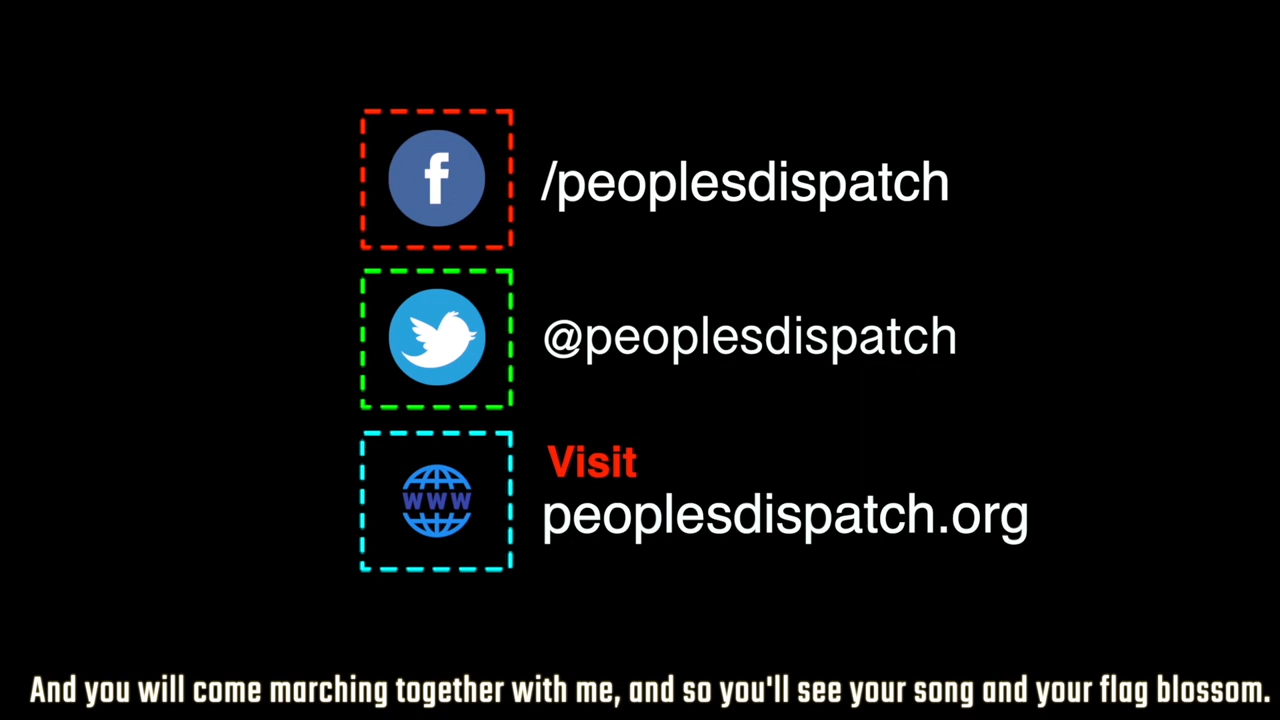 f
/peoplesdispatch
@peoplesdispatch
Visit
WWW
peoplesdispatch.org
And you will come marching together with me, and so you'll see your song and your flag blossom.